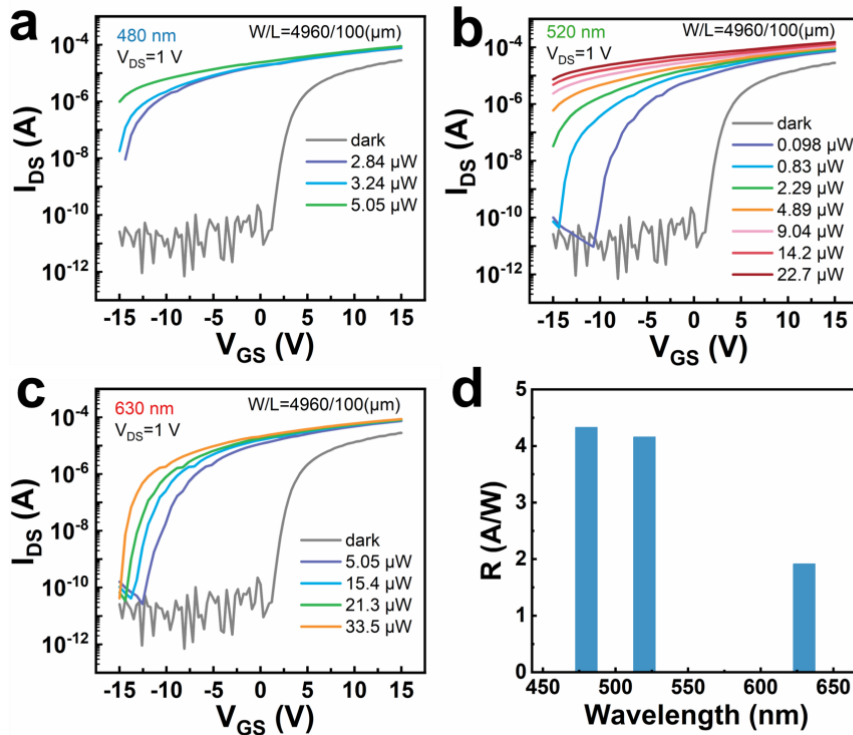 a
480 nm
W/L=4960/100(μm)
V_DS=1 V
10^-4
10^-6
10^-8
10^-10
10^-12
I_DS (A)
dark
2.84 μW
3.24 μW
5.05 μW
-15
-10
-5
0
5
10
15
V_GS (V)
b
W/L=4960/100(μm)
520 nm
V_DS=1 V
10^-4
10^-6
10^-8
10^-10
10^-12
I_DS (A)
dark
0.098 μW
0.83 μW
2.29 μW
4.89 μW
9.04 μW
14.2 μW
22.7 μW
-15
-10
-5
0
5
10
15
V_GS (V)
c
630 nm
W/L=4960/100(μm)
V_DS=1 V
10^-4
10^-6
10^-8
10^-10
10^-12
I_DS (A)
dark
5.05 μW
15.4 μW
21.3 μW
33.5 μW
-15
-10
-5
0
5
10
15
V_GS (V)
d
5
4
3
2
1
0
R (A/W)
450
500
550
600
650
Wavelength (nm)